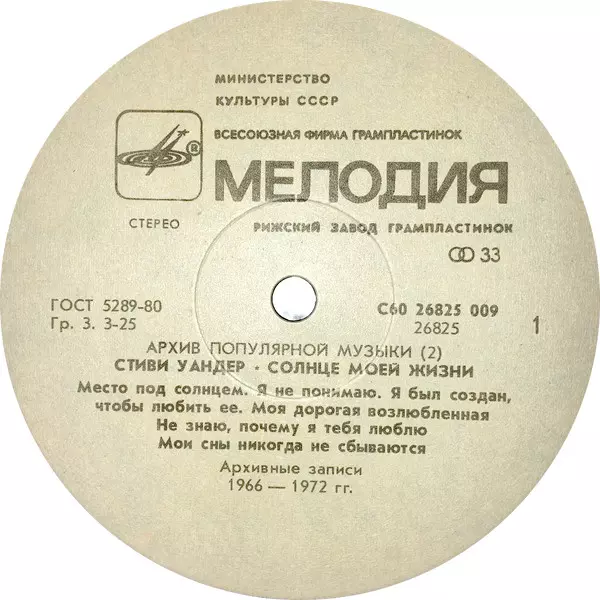 МИНИСТЕРСТВО
КУЛЬТУРЫ СССР
ВСЕСОЮЗНАЯ ФИРМА ГРАМПЛАСТИНОК
®
МЕЛОДИЯ
СТЕРЕО
РИЖСКИЙ ЗАВОД ГРАМПЛАСТИНОК
33
ГОСТ 5289-80
Гр. 3. 3-25
С60 26825 009
26825
1
АРХИВ ПОПУЛЯРНОЙ МУЗЫКИ (2)
СТИВИ УАНДЕР · СОЛНЦЕ МОЕЙ ЖИЗНИ
Место под солнцем. Я не понимаю. Я был создан,
чтобы любить ее. Моя дорогая возлюбленная
Не знаю, почему я тебя люблю
Мои сны никогда не сбываются
Архивные записи
1966 — 1972 гг.